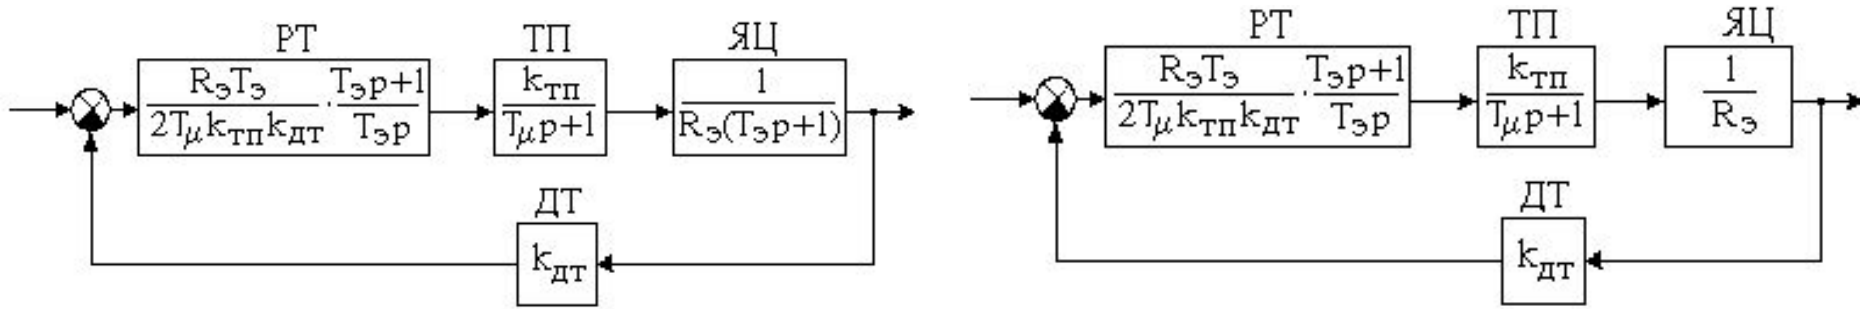 РТ ТП ЯЦ
RэTэ / 2Tμkтпkдт · Tэp+1 / Tэp
kтп / Tμp+1
1 / Rэ(Tэp+1)
ДТ
kдт
РТ ТП ЯЦ
RэTэ / 2Tμkтпkдт · Tэp+1 / Tэp
kтп / Tμp+1
1 / Rэ
ДТ
kдт